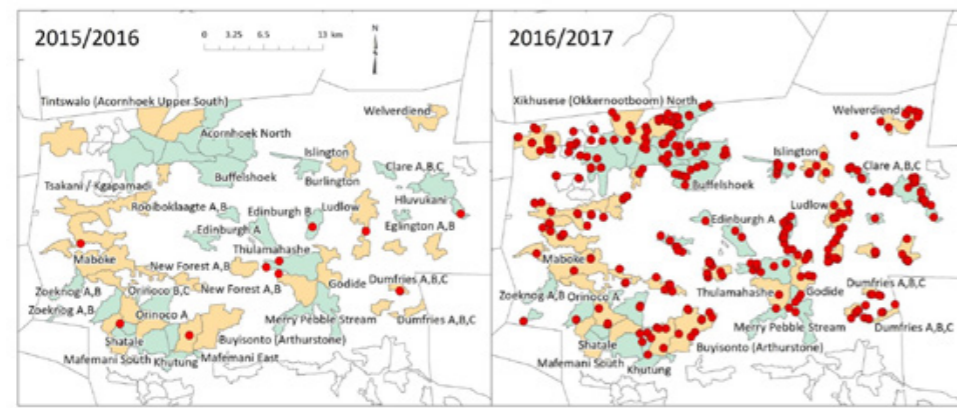 2015/2016
0 3.25 6.5 13 km
N
Tintswalo (Acornhoek Upper South)
Welverdiend
Acornhoek North
Islington
Clare A,B,C
Buffelshoek
Burlington
Tsakani / Kgapamadi
Hluvukani
Rooiboklaagte A,B
Edinburgh B
Ludlow
Edinburgh A
Eglington A,B
Thulamahashe
Maboke
New Forest A,B
Godide
Dumfries A,B,C
Zoeknog A,B
Orinoco B,C
New Forest A,B
Zoeknog A,B
Orinoco A
Merry Pebble Stream
Dumfries A,B,C
Shatale
Buyisonto (Arthurstone)
Mafemani South
Khutung
Mafemani East
2016/2017
Xikhusese (Okkernootboom) North
Welverdiend
Islington
Clare A,B,C
Buffelshoek
Ludlow
Edinburgh A
Maboke
Zoeknog A,B
Orinoco A
Thulamahashe
Godide
Dumfries A,B,C
Merry Pebble Stream
Dumfries A,B,C
Shatale
Buyisonto (Arthurstone)
Mafemani South
Khutung